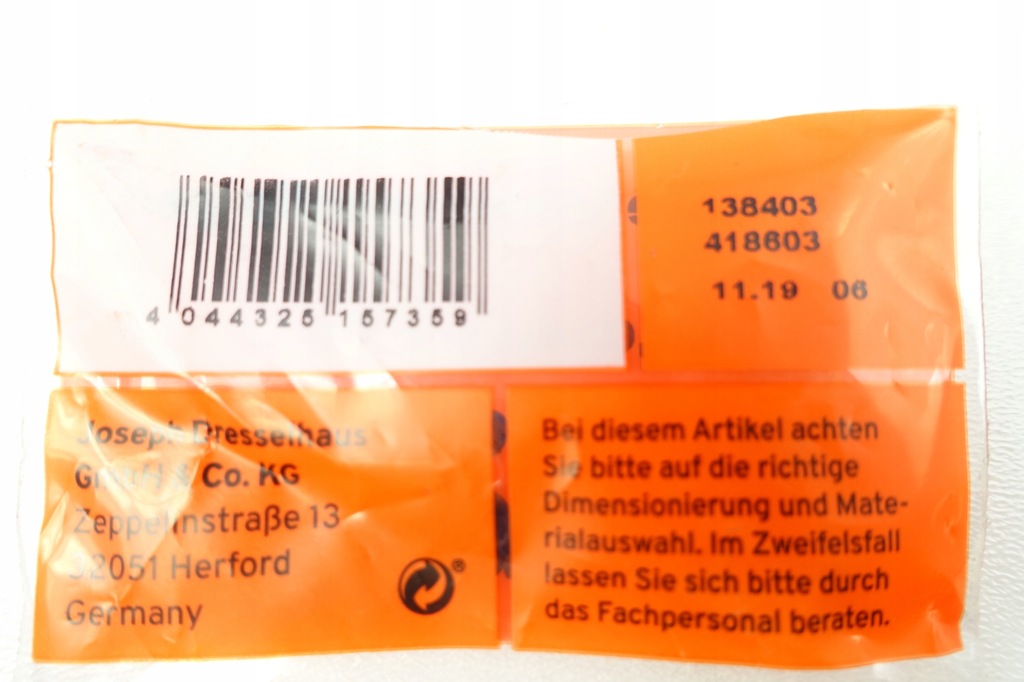 4 044325 157359
138403
418603
11.19 06
Joseph Dresselhaus
GmbH & Co. KG
Zeppelinstraße 13
32051 Herford
Germany
®
Bei diesem Artikel achten
Sie bitte auf die richtige
Dimensionierung und Mate-
rialauswahl. Im Zweifelsfall
lassen Sie sich bitte durch
das Fachpersonal beraten.